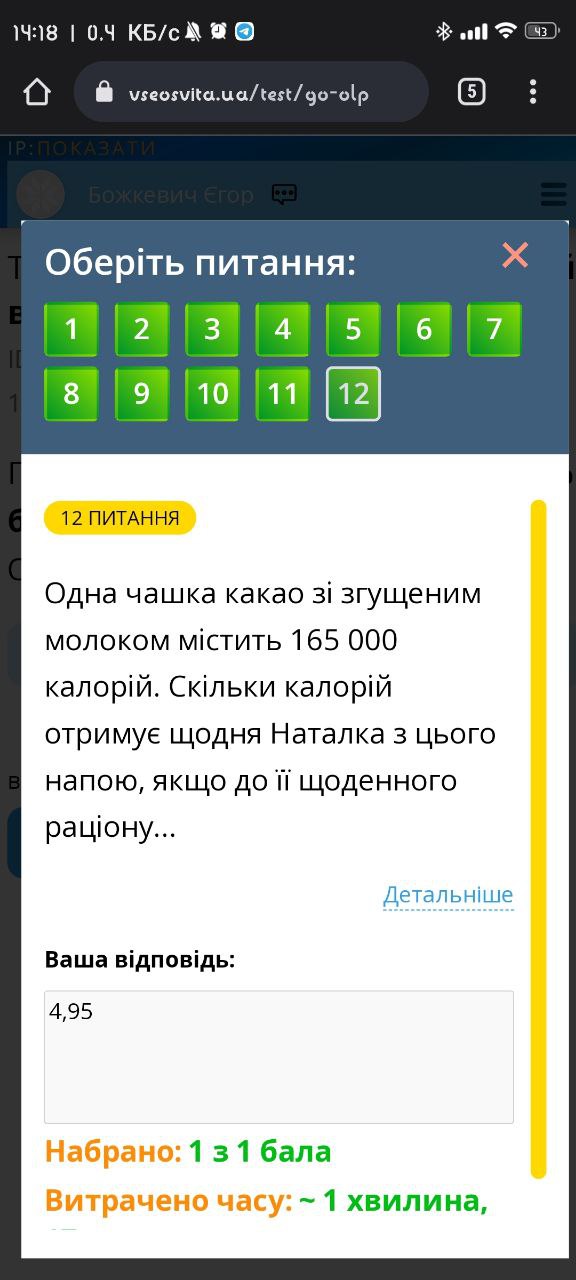 14:18 | 0.4 КБ/с
43
vseosvita.ua/test/go-olp
5
IP:ПОКАЗАТИ
Божкевич Єгор
Оберіть питання:
1 2 3 4 5 6 7
8 9 10 11 12
12 ПИТАННЯ
Одна чашка какао зі згущеним
молоком містить 165 000
калорій. Скільки калорій
отримує щодня Наталка з цього
напою, якщо до її щоденного
раціону...
Детальніше
Ваша відповідь:
4,95
Набрано: 1 з 1 бала
Витрачено часу: ~ 1 хвилина,